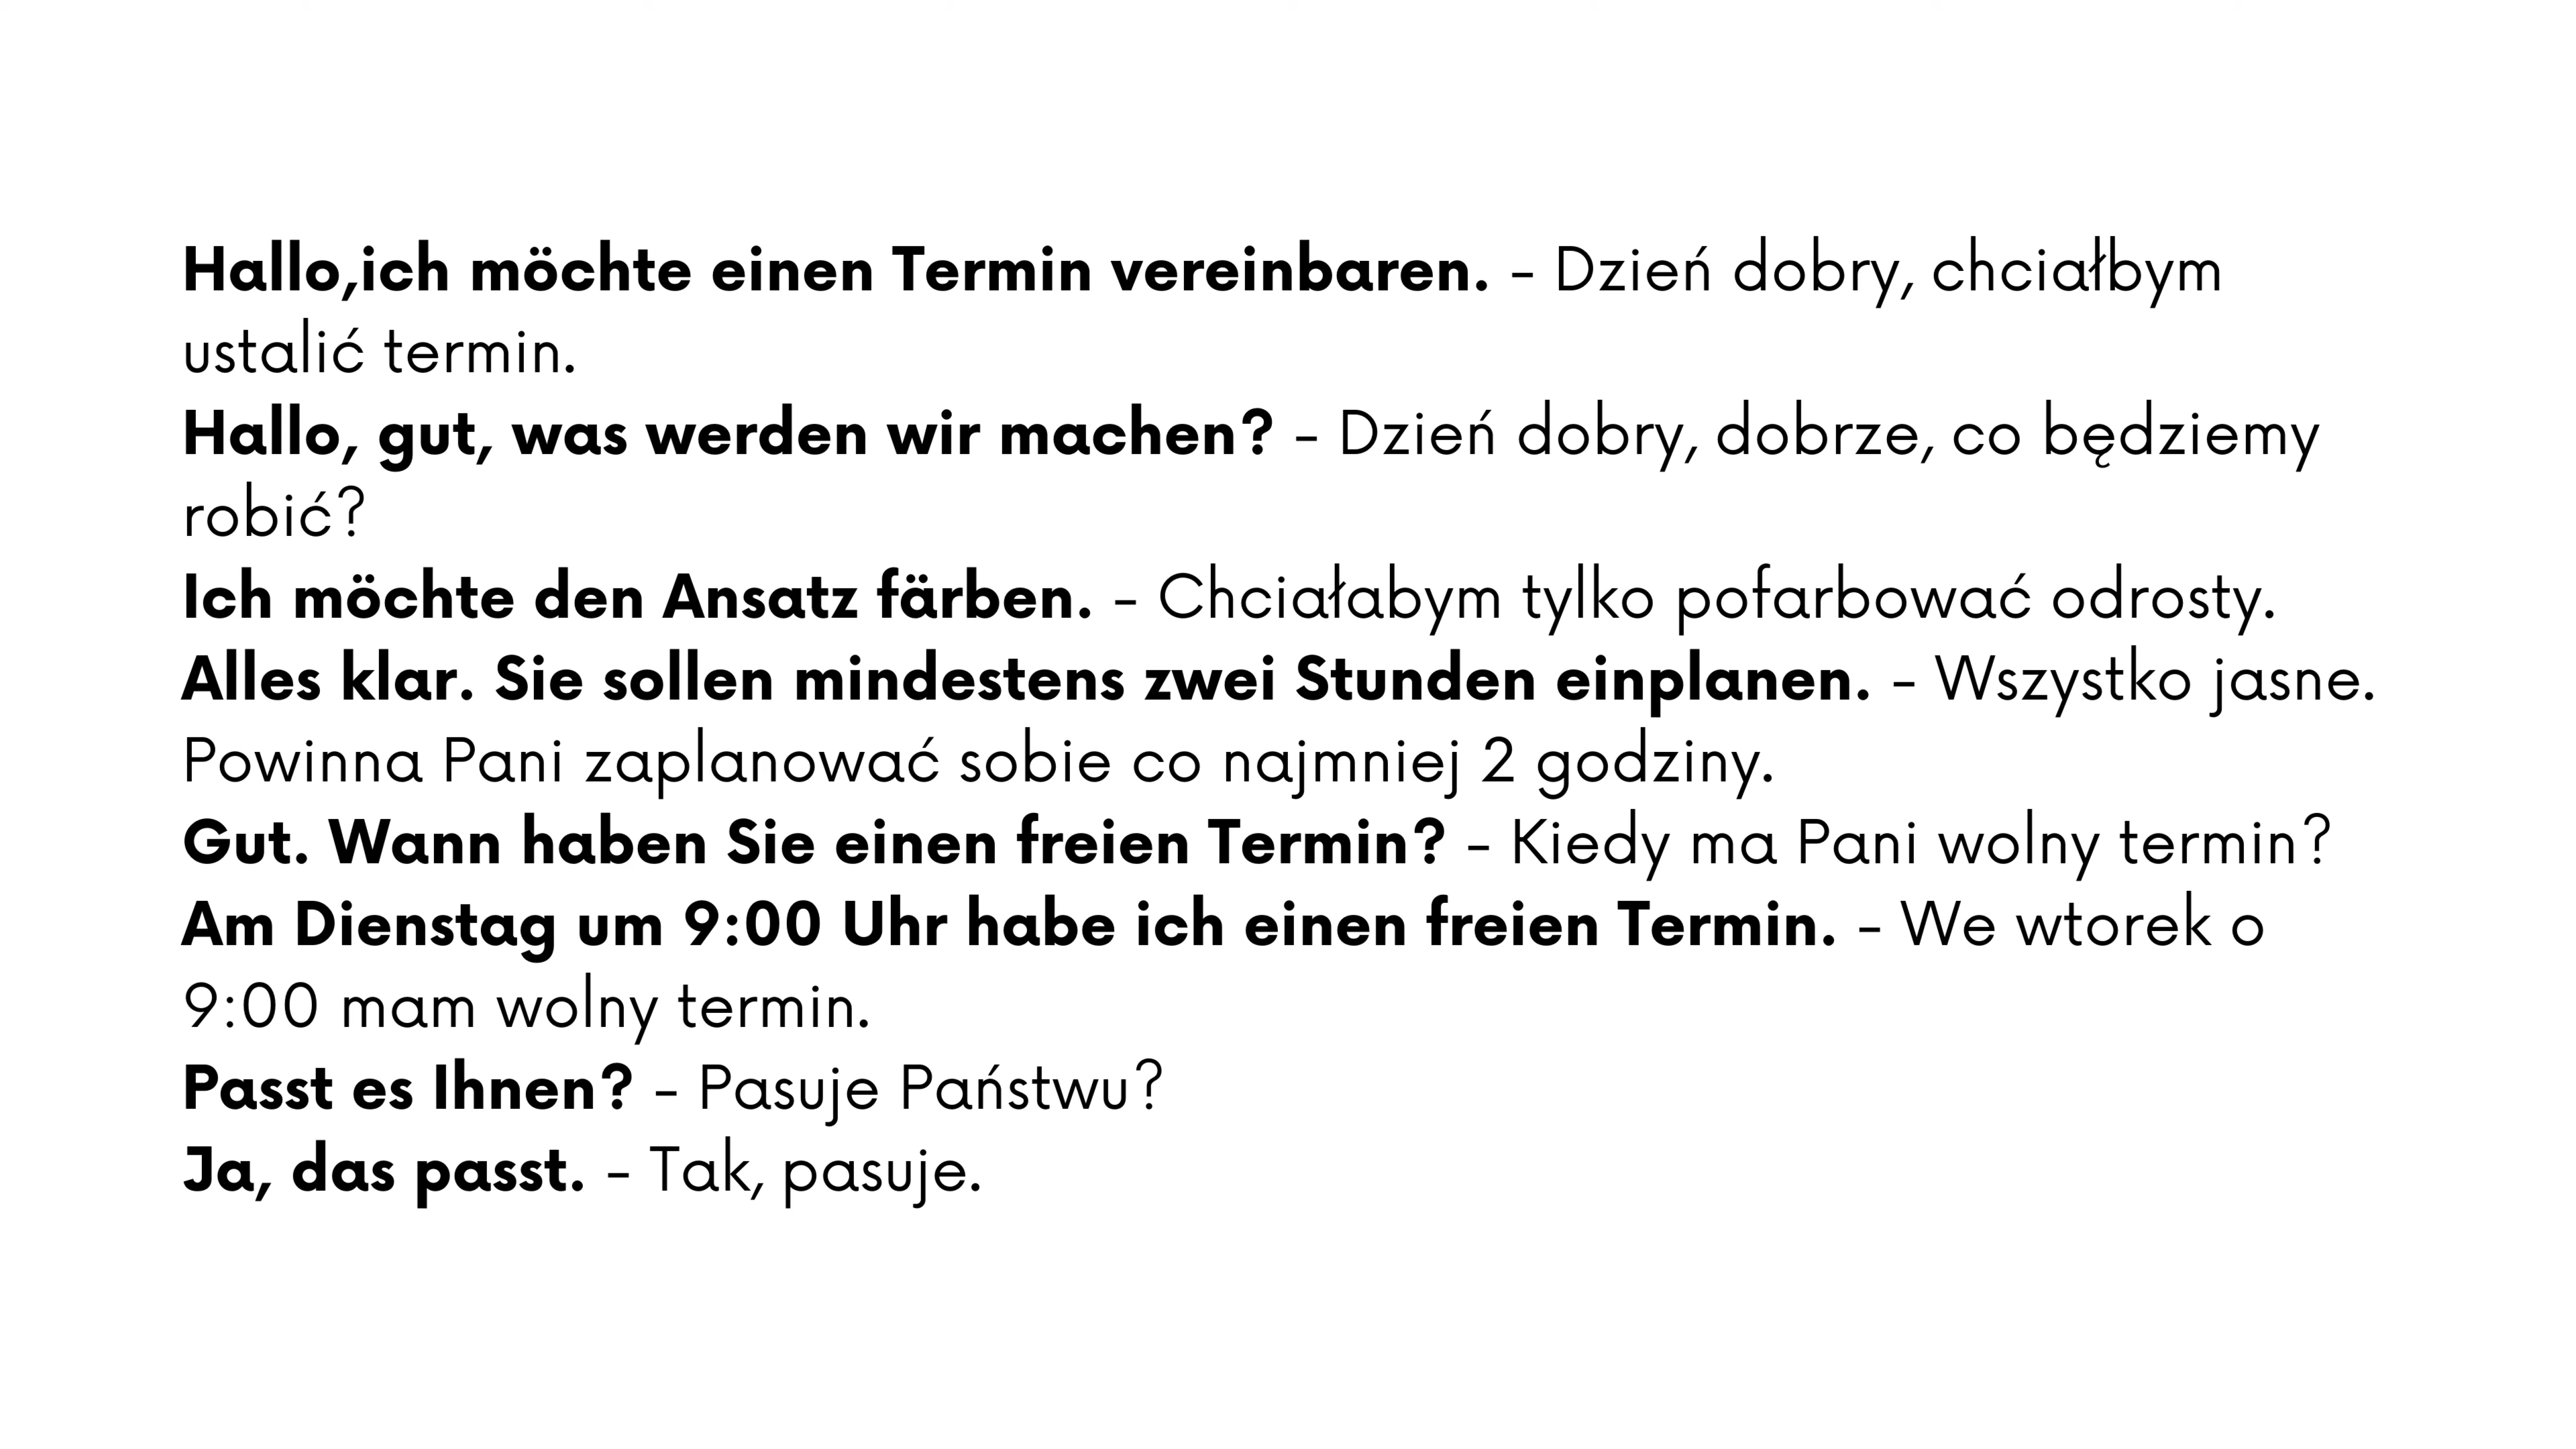 Hallo,ich möchte einen Termin vereinbaren. - Dzień dobry, chciałbym
ustalić termin.
Hallo, gut, was werden wir machen? - Dzień dobry, dobrze, co będziemy
robić?
Ich möchte den Ansatz färben. - Chciałabym tylko pofarbować odrosty.
Alles klar. Sie sollen mindestens zwei Stunden einplanen. - Wszystko jasne.
Powinna Pani zaplanować sobie co najmniej 2 godziny.
Gut. Wann haben Sie einen freien Termin? - Kiedy ma Pani wolny termin?
Am Dienstag um 9:00 Uhr habe ich einen freien Termin. - We wtorek o
9:00 mam wolny termin.
Passt es Ihnen? - Pasuje Państwu?
Ja, das passt. - Tak, pasuje.